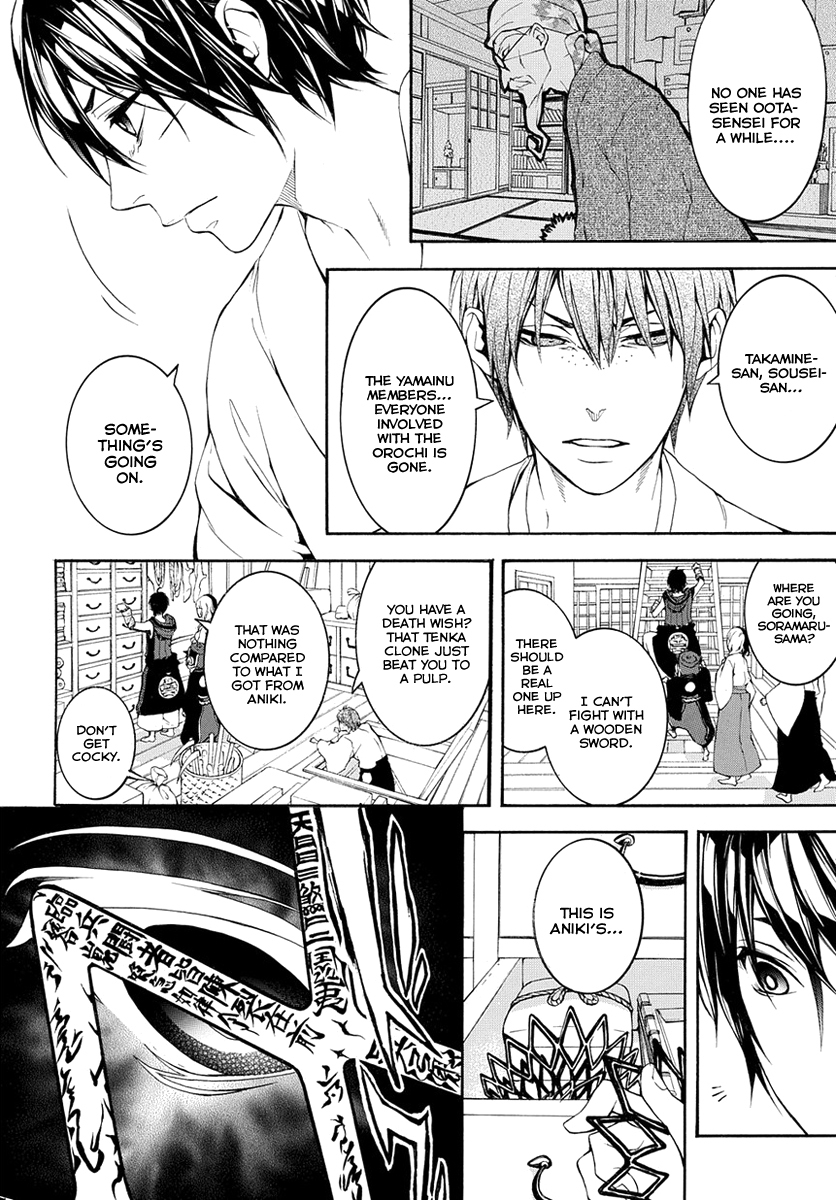 NO ONE HAS
SEEN OOTA-
SENSEI FOR
A WHILE....
TAKAMINE-
SAN, SOUSEI-
SAN...
THE YAMAINU
MEMBERS...
EVERYONE
INVOLVED
WITH THE
OROCHI IS
GONE.
SOME-
THING'S
GOING
ON.
WHERE
ARE YOU
GOING,
SORAMARU-
SAMA?
I CAN'T
FIGHT WITH
A WOODEN
SWORD.
THERE
SHOULD
BE A
REAL
ONE UP
HERE.
YOU HAVE A
DEATH WISH?
THAT TENKA
CLONE JUST
BEAT YOU TO
A PULP.
THAT WAS
NOTHING
COMPARED
TO WHAT I
GOT FROM
ANIKI.
DON'T
GET
COCKY.
THIS IS
ANIKI'S...